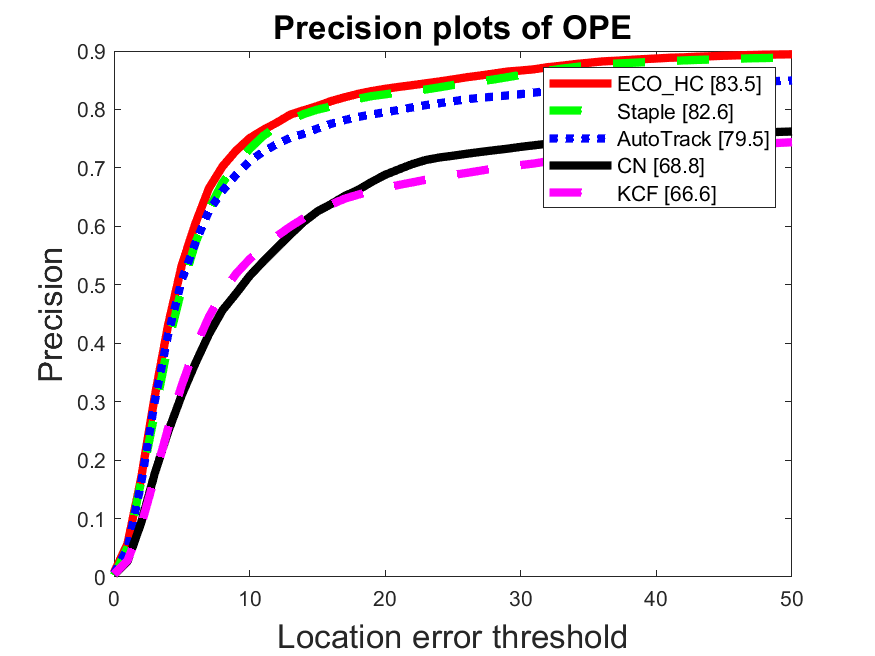 Precision plots of OPE
0.9
0.8
0.7
0.6
0.5
0.4
0.3
0.2
0.1
0
Precision
ECO_HC [83.5]
Staple [82.6]
AutoTrack [79.5]
CN [68.8]
KCF [66.6]
0 10 20 30 40 50
Location error threshold